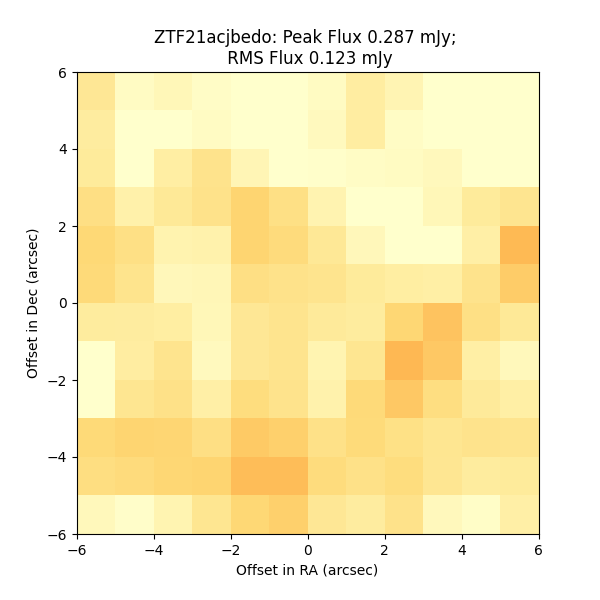 ZTF21acjbedo: Peak Flux 0.287 mJy;
RMS Flux 0.123 mJy
6
4
2
0
−2
−4
−6
Offset in Dec (arcsec)
−6 −4 −2 0 2 4 6
Offset in RA (arcsec)